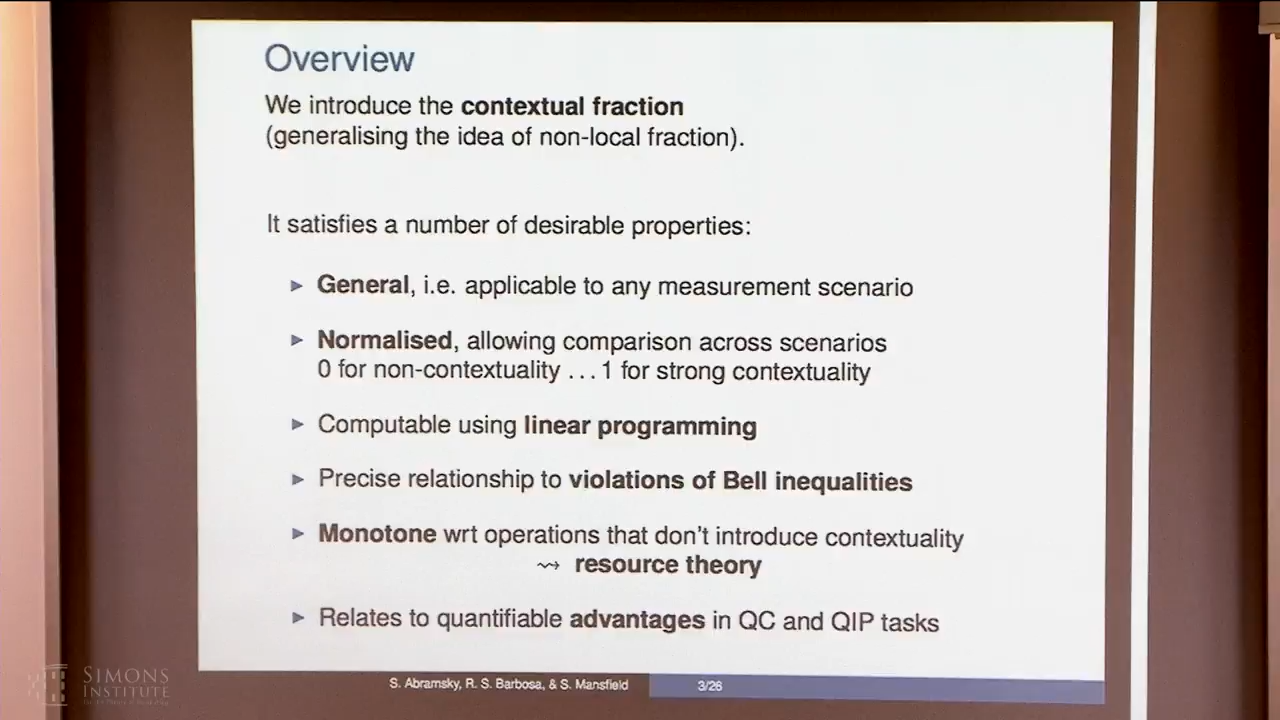 Overview
We introduce the contextual fraction
(generalising the idea of non-local fraction).
It satisfies a number of desirable properties:
► General, i.e. applicable to any measurement scenario
► Normalised, allowing comparison across scenarios
0 for non-contextuality ... 1 for strong contextuality
► Computable using linear programming
► Precise relationship to violations of Bell inequalities
► Monotone wrt operations that don't introduce contextuality
⇝ resource theory
► Relates to quantifiable advantages in QC and QIP tasks
S. Abramsky, R. S. Barbosa, & S. Mansfield
3/26
SIMONS
INSTITUTE